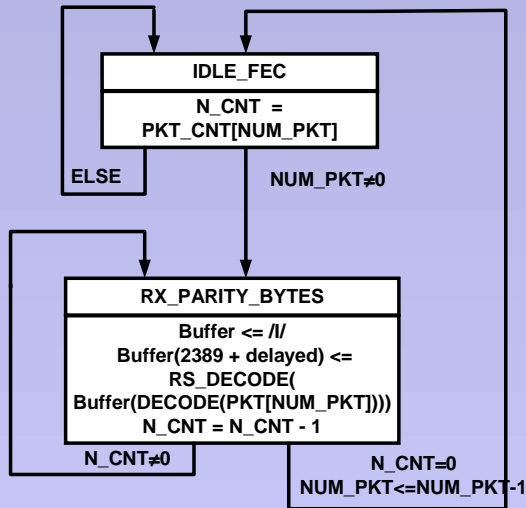 IDLE_FEC
N_CNT =
PKT_CNT[NUM_PKT]
ELSE
NUM_PKT≠0
RX_PARITY_BYTES
Buffer <= /I/
Buffer(2389 + delayed) <=
RS_DECODE(
Buffer(DECODE(PKT[NUM_PKT])))
N_CNT = N_CNT - 1
N_CNT≠0
N_CNT=0
NUM_PKT<=NUM_PKT-1